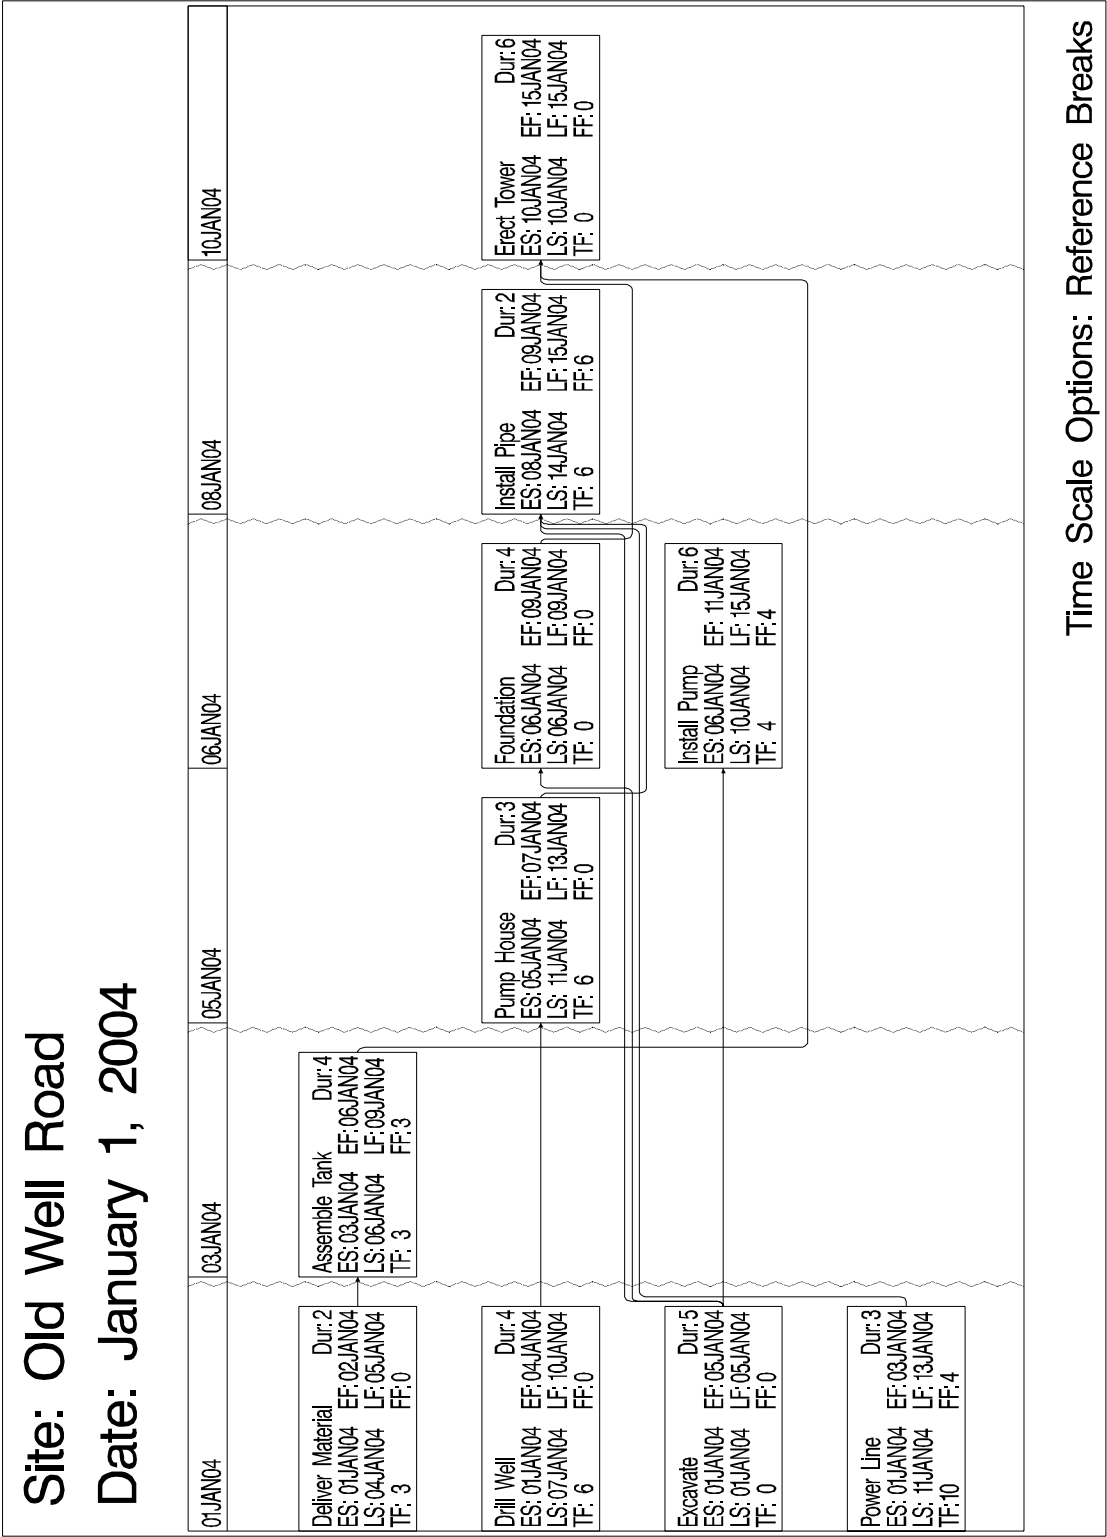 Site: Old Well Road
Date: January 1, 2004
01JAN04 03JAN04 05JAN04 06JAN04 08JAN04 10JAN04
Deliver Material Dur:2
ES:01JAN04 EF:02JAN04
LS:04JAN04 LF:05JAN04
TF: 3 FF:0
Assemble Tank Dur:4
ES:03JAN04 EF:06JAN04
LS:06JAN04 LF:09JAN04
TF: 3 FF:3
Drill Well Dur:4
ES:01JAN04 EF:04JAN04
LS:07JAN04 LF:10JAN04
TF: 6 FF:0
Pump House Dur:3
ES:05JAN04 EF:07JAN04
LS: 11JAN04 LF:13JAN04
TF: 6 FF:0
Foundation Dur:4
ES:06JAN04 EF:09JAN04
LS:06JAN04 LF:09JAN04
TF: 0 FF:0
Install Pipe Dur:2
ES:08JAN04 EF:09JAN04
LS:14JAN04 LF:15JAN04
TF: 6 FF:6
Erect Tower Dur:6
ES:10JAN04 EF:15JAN04
LS:10JAN04 LF:15JAN04
TF: 0 FF:0
Excavate Dur:5
ES:01JAN04 EF:05JAN04
LS:01JAN04 LF:05JAN04
TF: 0 FF:0
Install Pump Dur:6
ES:06JAN04 EF: 11JAN04
LS:10JAN04 LF:15JAN04
TF: 4 FF:4
Power Line Dur:3
ES:01JAN04 EF:03JAN04
LS: 11JAN04 LF:13JAN04
TF:10 FF:4
Time Scale Options: Reference Breaks